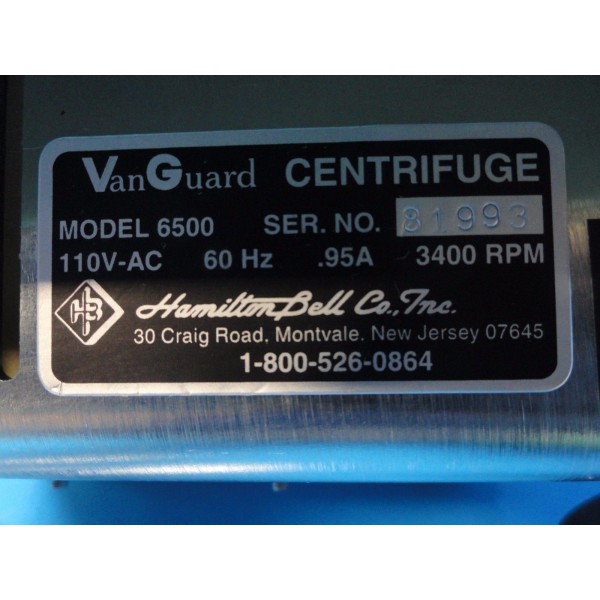 VanGuard CENTRIFUGE
MODEL 6500 SER. NO. 81993
110V-AC 60 Hz .95A 3400 RPM
HB Hamilton Bell Co., Inc.
30 Craig Road, Montvale. New Jersey 07645
1-800-526-0864